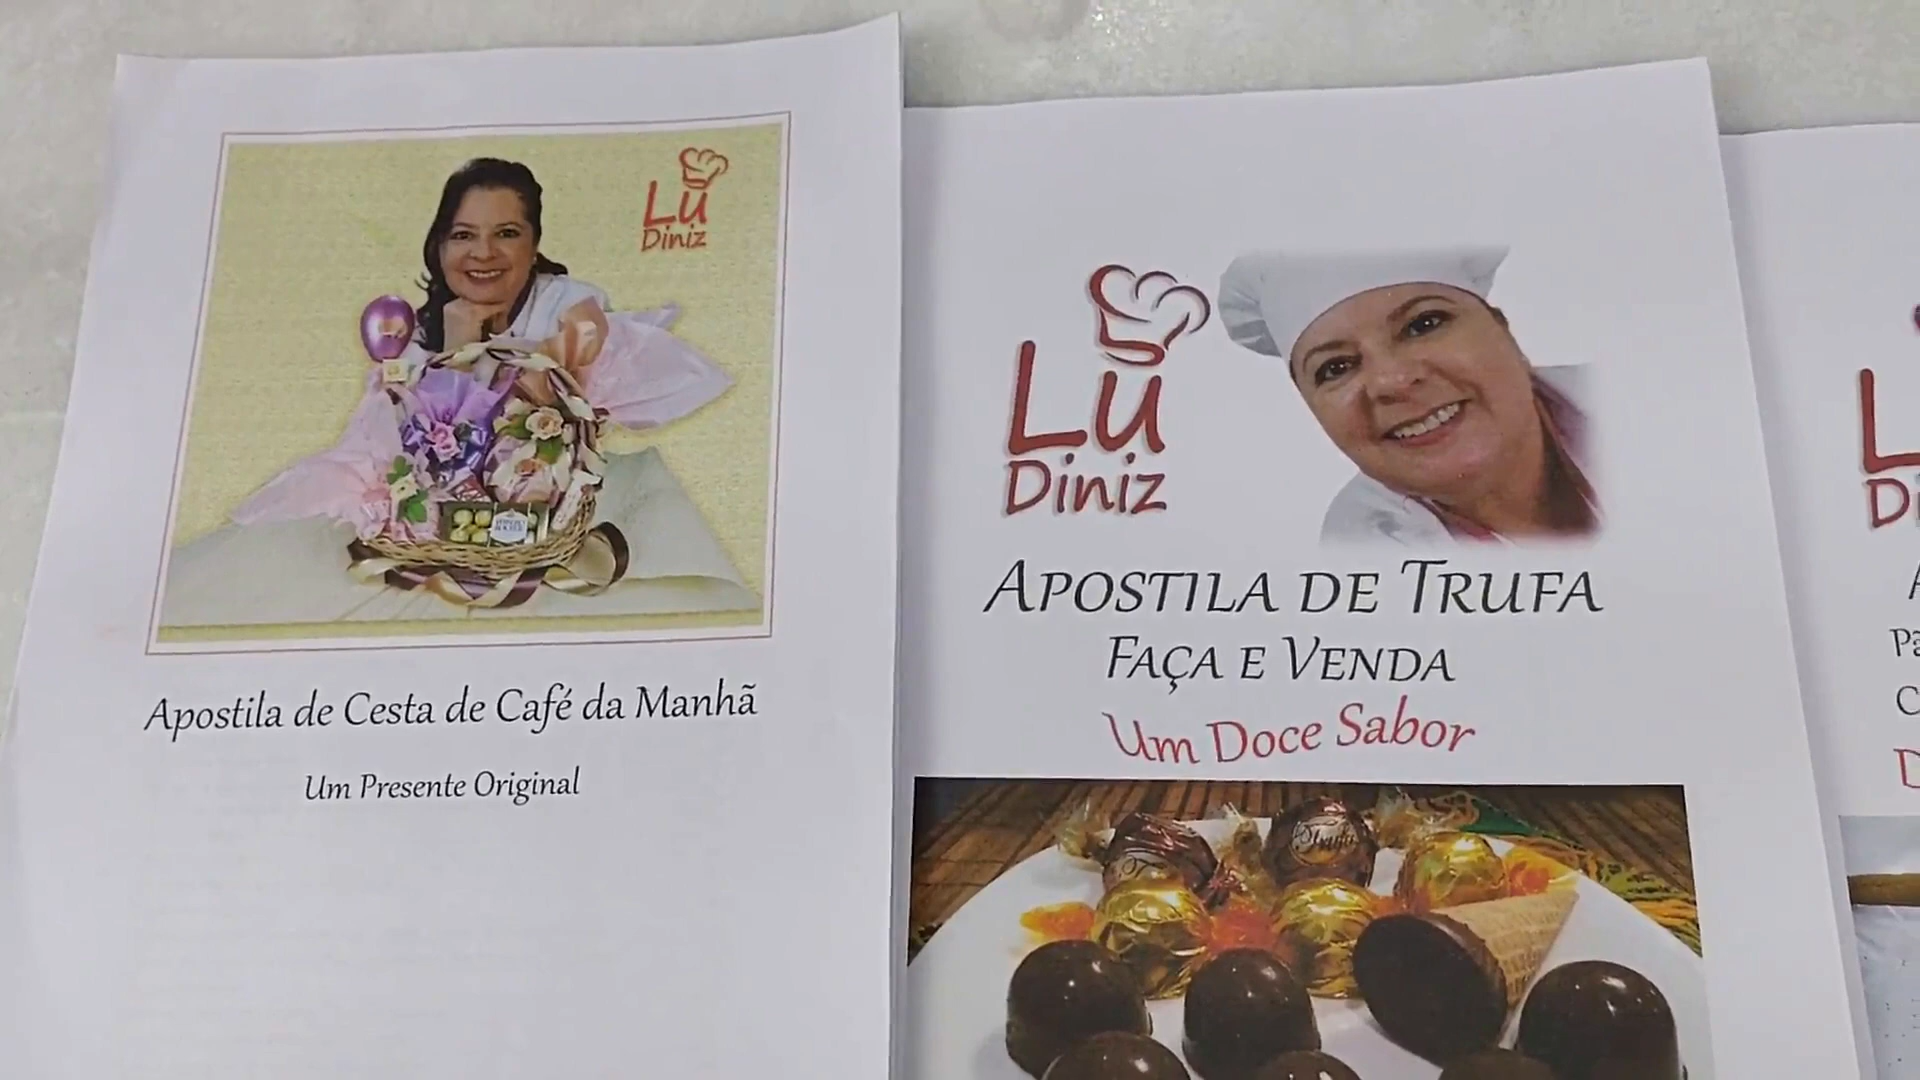 Lu
Diniz
Apostila de Cesta de Café da Manhã
Um Presente Original
Lu
Diniz
APOSTILA DE TRUFA
FAÇA E VENDA
Um Doce Sabor
Trufa